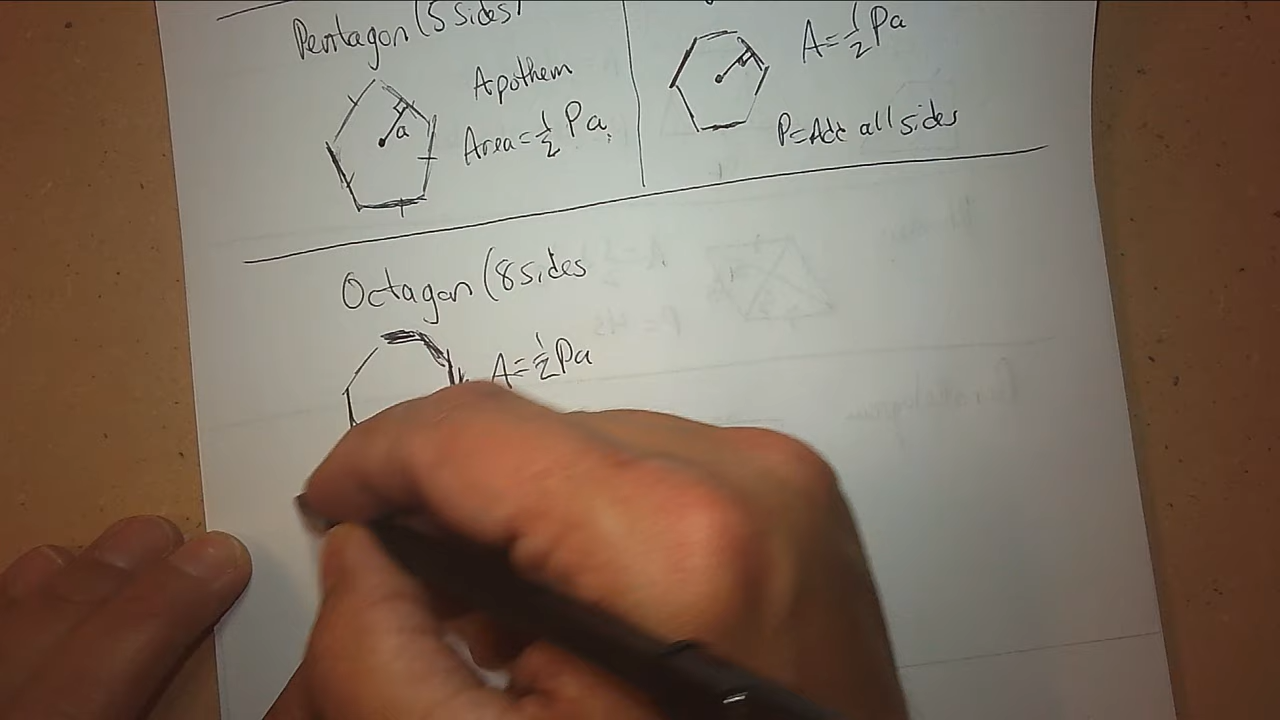 Pentagon (5 sides)
Apothem
a
Area = 1/2 Pa
A = 1/2 Pa
P = Add all sides
Octagon (8 sides
A = 1/2 Pa